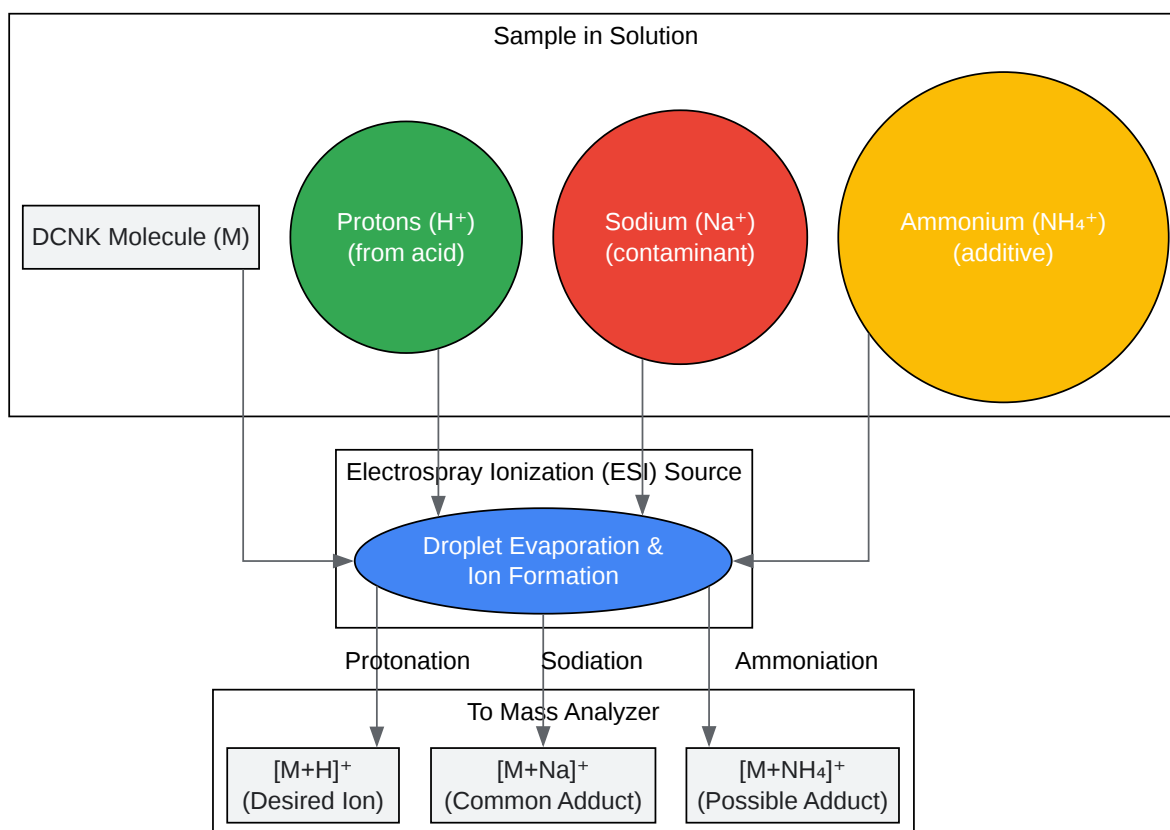 Sample in Solution
DCNK Molecule (M)
Protons (H⁺)
(from acid)
Sodium (Na⁺)
(contaminant)
Ammonium (NH₄⁺)
(additive)
Electrospray Ionization (ESI) Source
Droplet Evaporation &
Ion Formation
Protonation
Sodiation
Ammoniation
To Mass Analyzer
[M+H]⁺
(Desired Ion)
[M+Na]⁺
(Common Adduct)
[M+NH₄]⁺
(Possible Adduct)